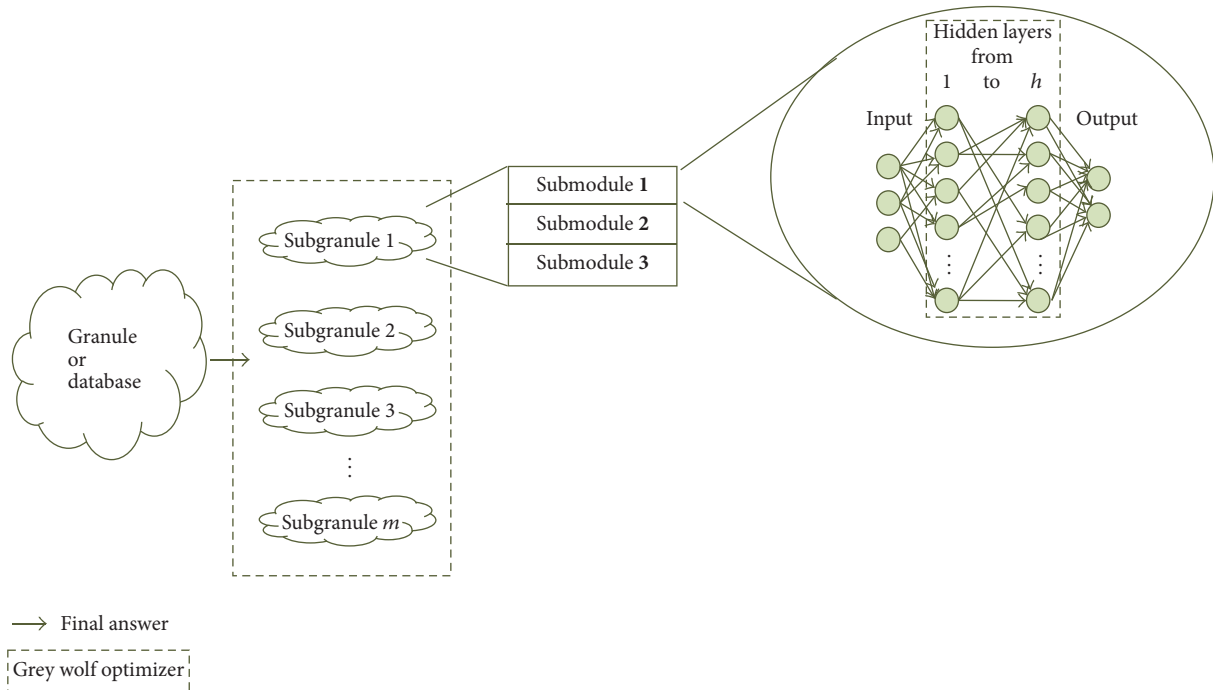 Hidden layers
from
1 to h
Input
Output
Submodule 1
Submodule 2
Submodule 3
Subgranule 1
Subgranule 2
Subgranule 3
⋮
Subgranule m
Granule
or
database
⋮
⋮
Final answer
Grey wolf optimizer